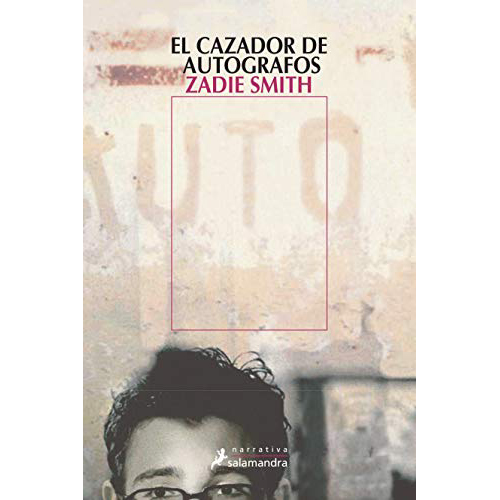 EL CAZADOR DE
AUTOGRAFOS
ZADIE SMITH
AUTO
narrativa
salamandra